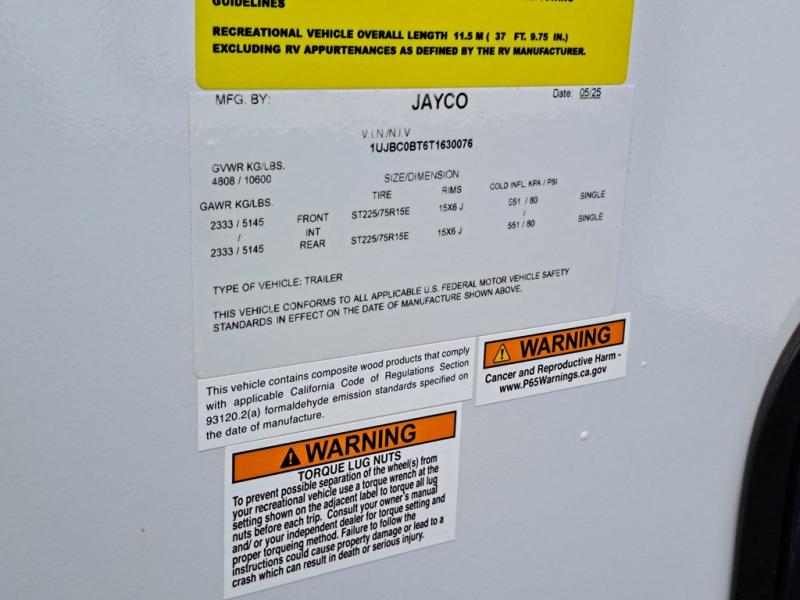 GUIDELINES
RECREATIONAL VEHICLE OVERALL LENGTH 11.5 M ( 37 FT. 9.75 IN.)
EXCLUDING RV APPURTENANCES AS DEFINED BY THE RV MANUFACTURER.
MFG. BY: JAYCO Date: 05/25
V.I.N./N.I.V
1UJBC0BT6T1630076
GVWR KG/LBS.
4808 / 10600
SIZE/DIMENSION
GAWR KG/LBS. TIRE RIMS COLD INFL. KPA / PSI
2333 / 5145 FRONT ST225/75R15E 15X6 J 551 / 80 SINGLE
/ INT /
2333 / 5145 REAR ST225/75R15E 15X6 J 551 / 80 SINGLE
TYPE OF VEHICLE: TRAILER
THIS VEHICLE CONFORMS TO ALL APPLICABLE U.S. FEDERAL MOTOR VEHICLE SAFETY
STANDARDS IN EFFECT ON THE DATE OF MANUFACTURE SHOWN ABOVE.
This vehicle contains composite wood products that comply
with applicable California Code of Regulations Section
93120.2(a) formaldehyde emission standards specified on
the date of manufacture.
WARNING
Cancer and Reproductive Harm -
www.P65Warnings.ca.gov
WARNING
TORQUE LUG NUTS
To prevent possible separation of the wheel(s) from
your recreational vehicle use a torque wrench at the
setting shown on the adjacent label to torque all lug
nuts before each trip. Consult your owner's manual
and/ or your independent dealer for torque setting and
proper torqueing method. Failure to follow the
instructions could cause property damage or lead to a
crash which can result in death or serious injury.